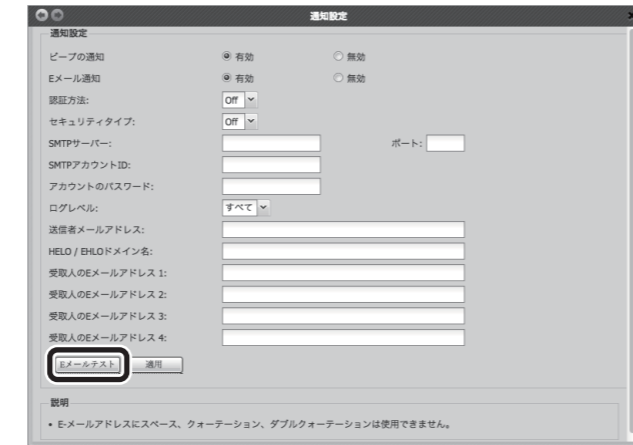 通知設定
通知設定
ビープの通知 有効 無効
Eメール通知 有効 無効
認証方法: Off
セキュリティタイプ: Off
SMTPサーバー: ポート:
SMTPアカウントID:
アカウントのパスワード:
ログレベル: すべて
送信者メールアドレス:
HELO / EHLOドメイン名:
受取人のEメールアドレス 1:
受取人のEメールアドレス 2:
受取人のEメールアドレス 3:
受取人のEメールアドレス 4:
Eメールテスト 適用
説明
• E-メールアドレスにスペース、クォーテーション、ダブルクォーテーションは使用できません。